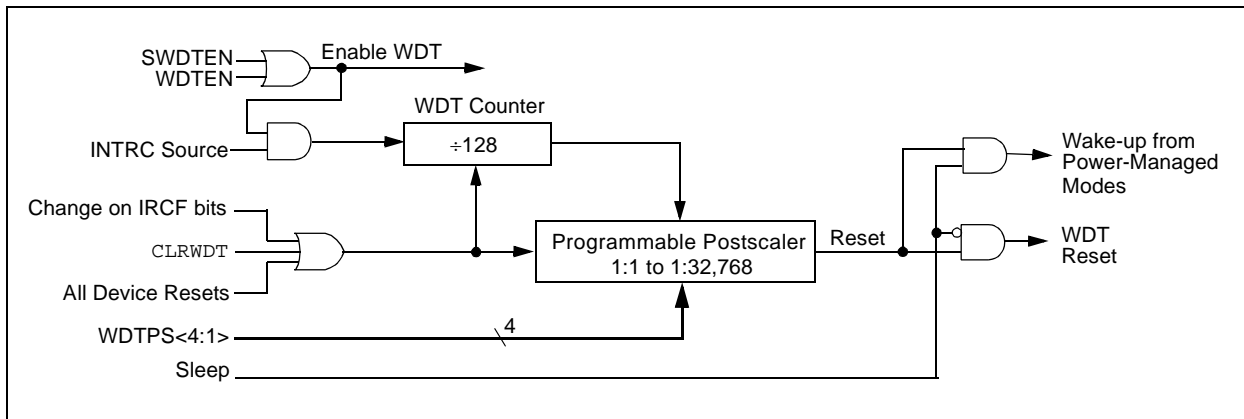 SWDTEN
WDTEN
Enable WDT
WDT Counter
÷128
INTRC Source
Wake-up from
Power-Managed
Modes
Change on IRCF bits
CLRWDT
All Device Resets
Programmable Postscaler
1:1 to 1:32,768
Reset
WDT
Reset
WDTPS<4:1>
4
Sleep